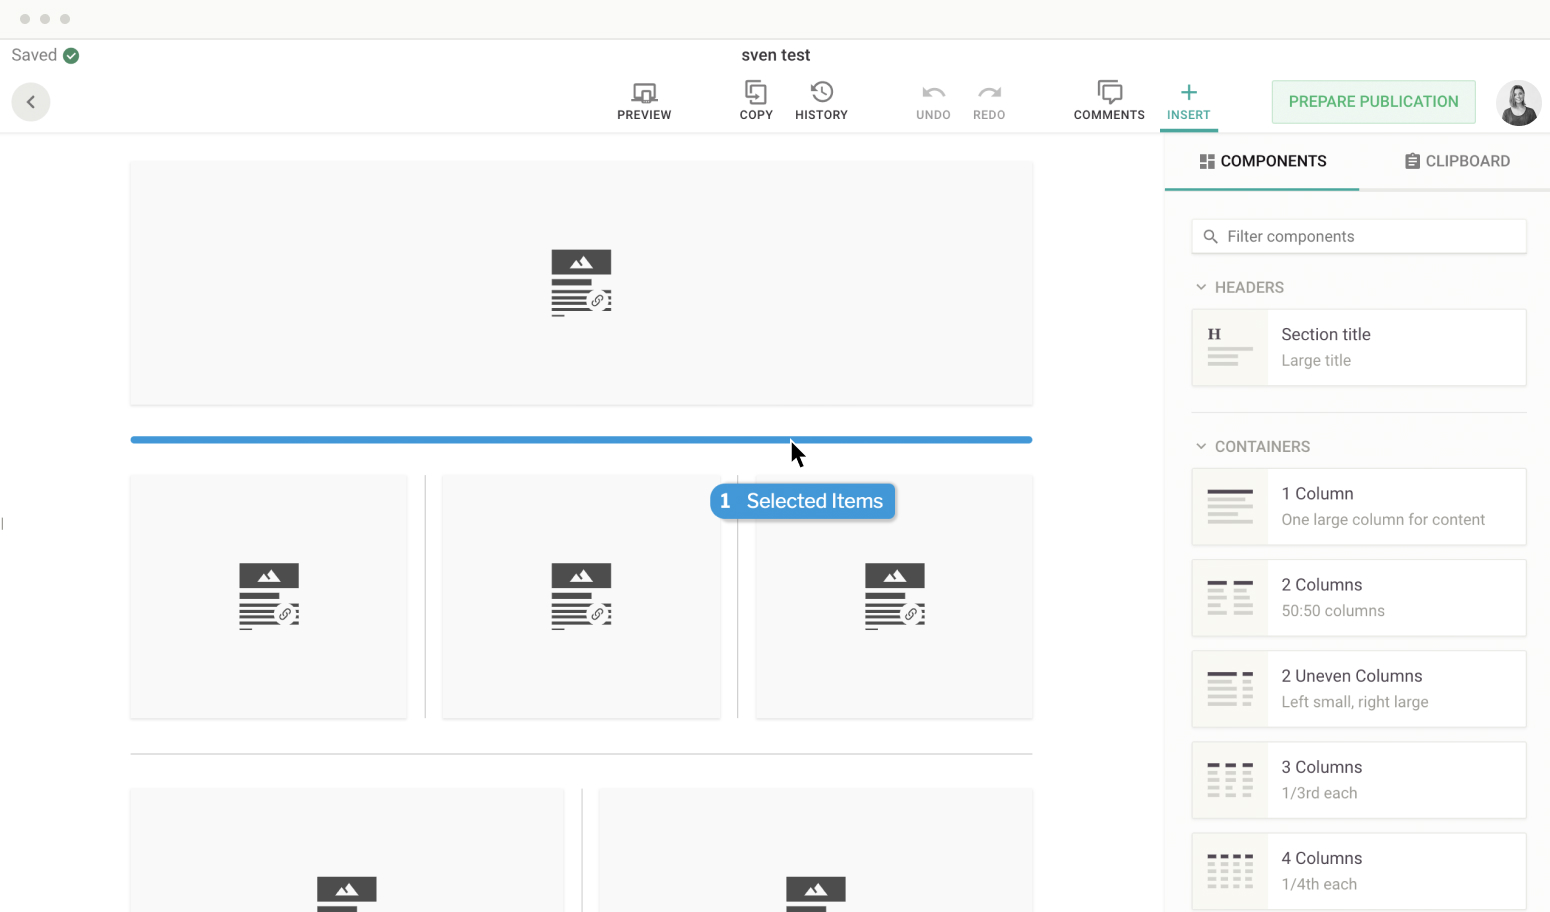 Saved
sven test
PREVIEW
COPY
HISTORY
UNDO
REDO
COMMENTS
INSERT
PREPARE PUBLICATION
COMPONENTS
CLIPBOARD
Filter components
HEADERS
H
Section title
Large title
CONTAINERS
1 Column
One large column for content
2 Columns
50:50 columns
2 Uneven Columns
Left small, right large
3 Columns
1/3rd each
4 Columns
1/4th each
1 Selected Items